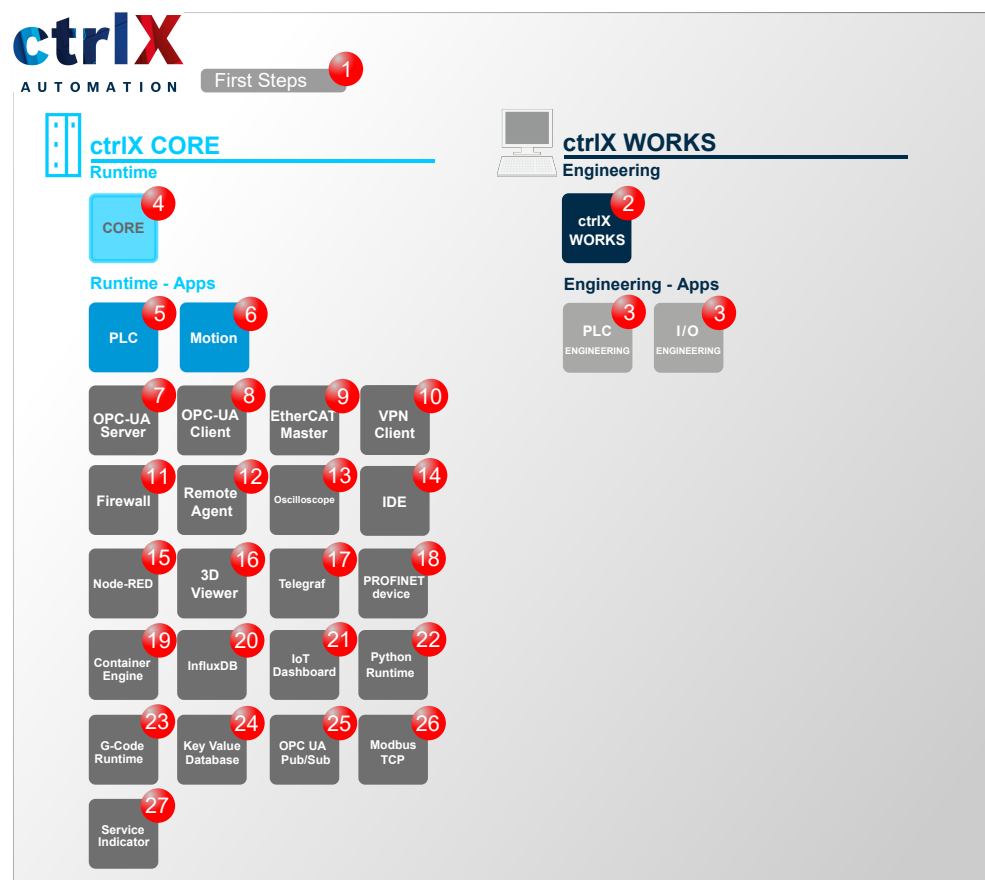 ctrlX
AUTOMATION
First Steps
1
ctrlX CORE
Runtime
4
CORE
Runtime - Apps
5
PLC
6
Motion
7
OPC-UA
Server
8
OPC-UA
Client
9
EtherCAT
Master
10
VPN
Client
11
Firewall
12
Remote
Agent
13
Oscilloscope
14
IDE
15
Node-RED
16
3D
Viewer
17
Telegraf
18
PROFINET
device
19
Container
Engine
20
InfluxDB
21
IoT
Dashboard
22
Python
Runtime
23
G-Code
Runtime
24
Key Value
Database
25
OPC UA
Pub/Sub
26
Modbus
TCP
27
Service
Indicator
ctrlX WORKS
Engineering
2
ctrlX
WORKS
Engineering - Apps
3
PLC
ENGINEERING
3
I/O
ENGINEERING